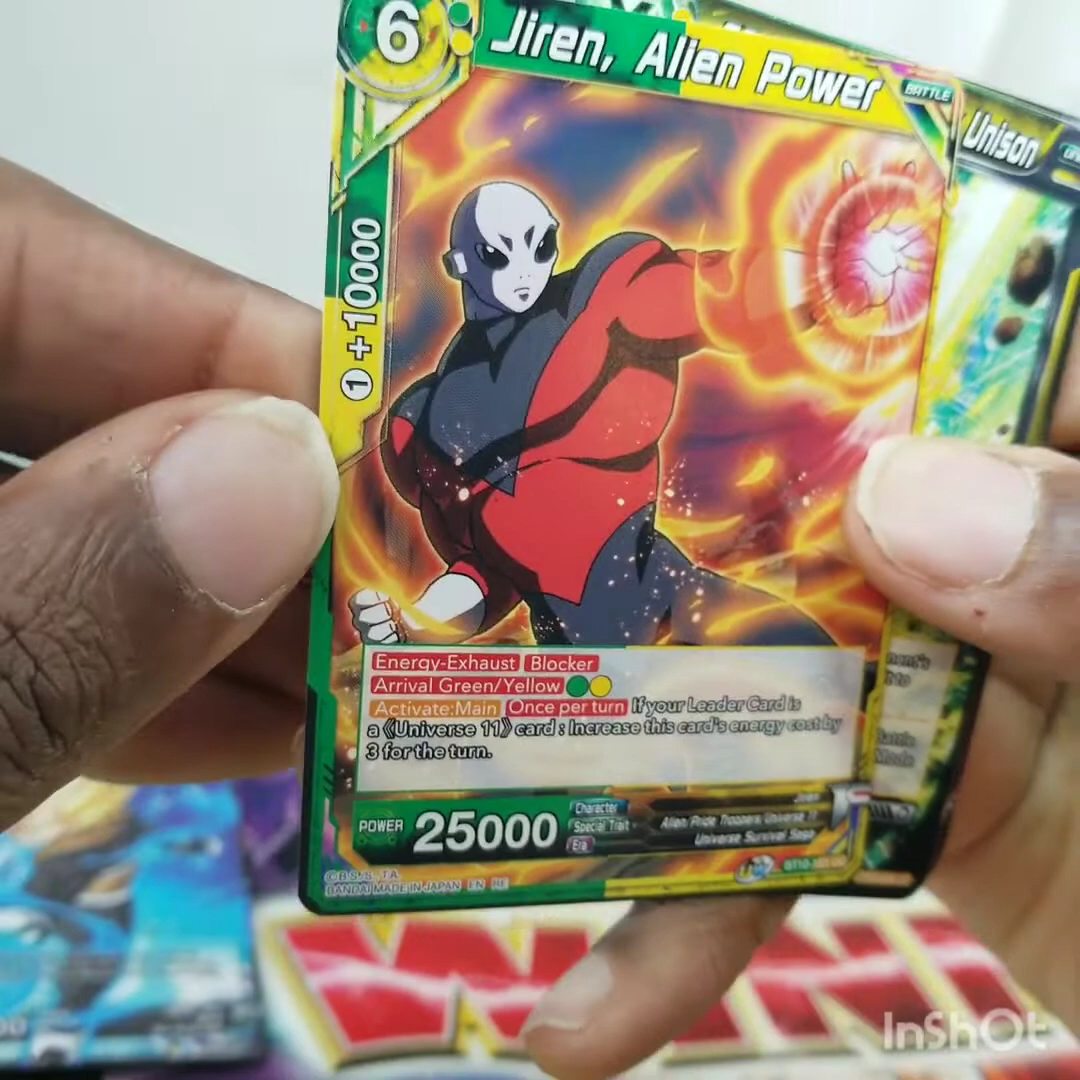 6
Jiren, Alien Power
BATTLE
Unison
1 +10000
Energy-Exhaust Blocker
Arrival Green/Yellow
Activate:Main Once per turn If your Leader Card is
a《Universe 11》card : Increase this card's energy cost by
3 for the turn.
POWER 25000
Character Jiren
Special Trait Alien, Pride Troopers, Universe 11
Era Universe Survival Saga
BANDAI MADE IN JAPAN EN RE
InShOt